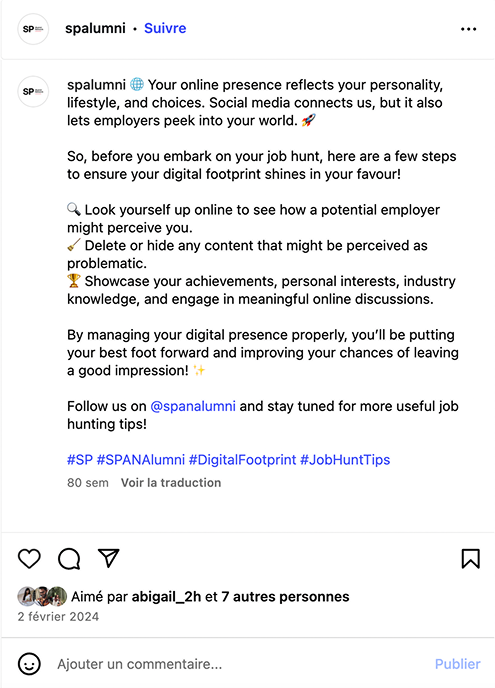 SP
spalumni • Suivre
SP
spalumni 🌐 Your online presence reflects your personality,
lifestyle, and choices. Social media connects us, but it also
lets employers peek into your world. 🚀
So, before you embark on your job hunt, here are a few steps
to ensure your digital footprint shines in your favour!
🔍 Look yourself up online to see how a potential employer
might perceive you.
🧹 Delete or hide any content that might be perceived as
problematic.
🏆 Showcase your achievements, personal interests, industry
knowledge, and engage in meaningful online discussions.
By managing your digital presence properly, you’ll be putting
your best foot forward and improving your chances of leaving
a good impression! ✨
Follow us on @spanalumni and stay tuned for more useful job
hunting tips!
#SP #SPANAlumni #DigitalFootprint #JobHuntTips
80 sem Voir la traduction
Aimé par abigail_2h et 7 autres personnes
2 février 2024
Ajouter un commentaire...
Publier